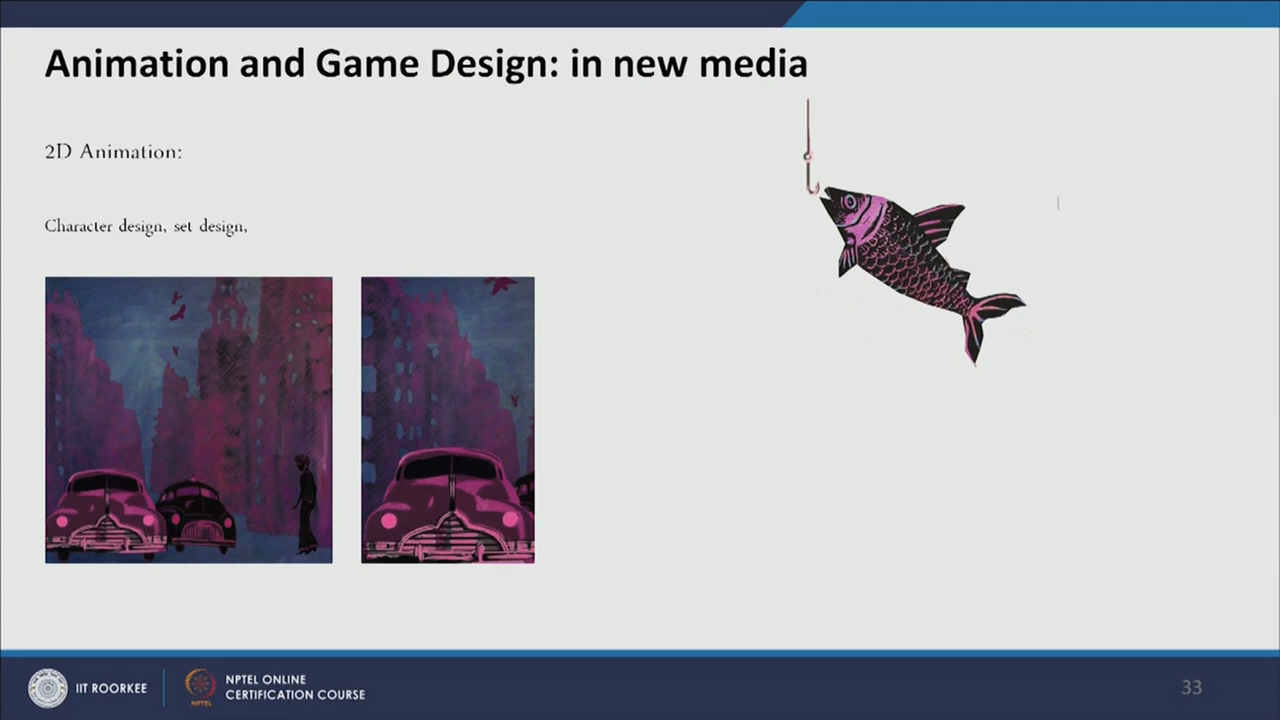 Animation and Game Design: in new media
2D Animation:
Character design, set design,
IIT ROORKEE
NPTEL
NPTEL ONLINE
CERTIFICATION COURSE
33